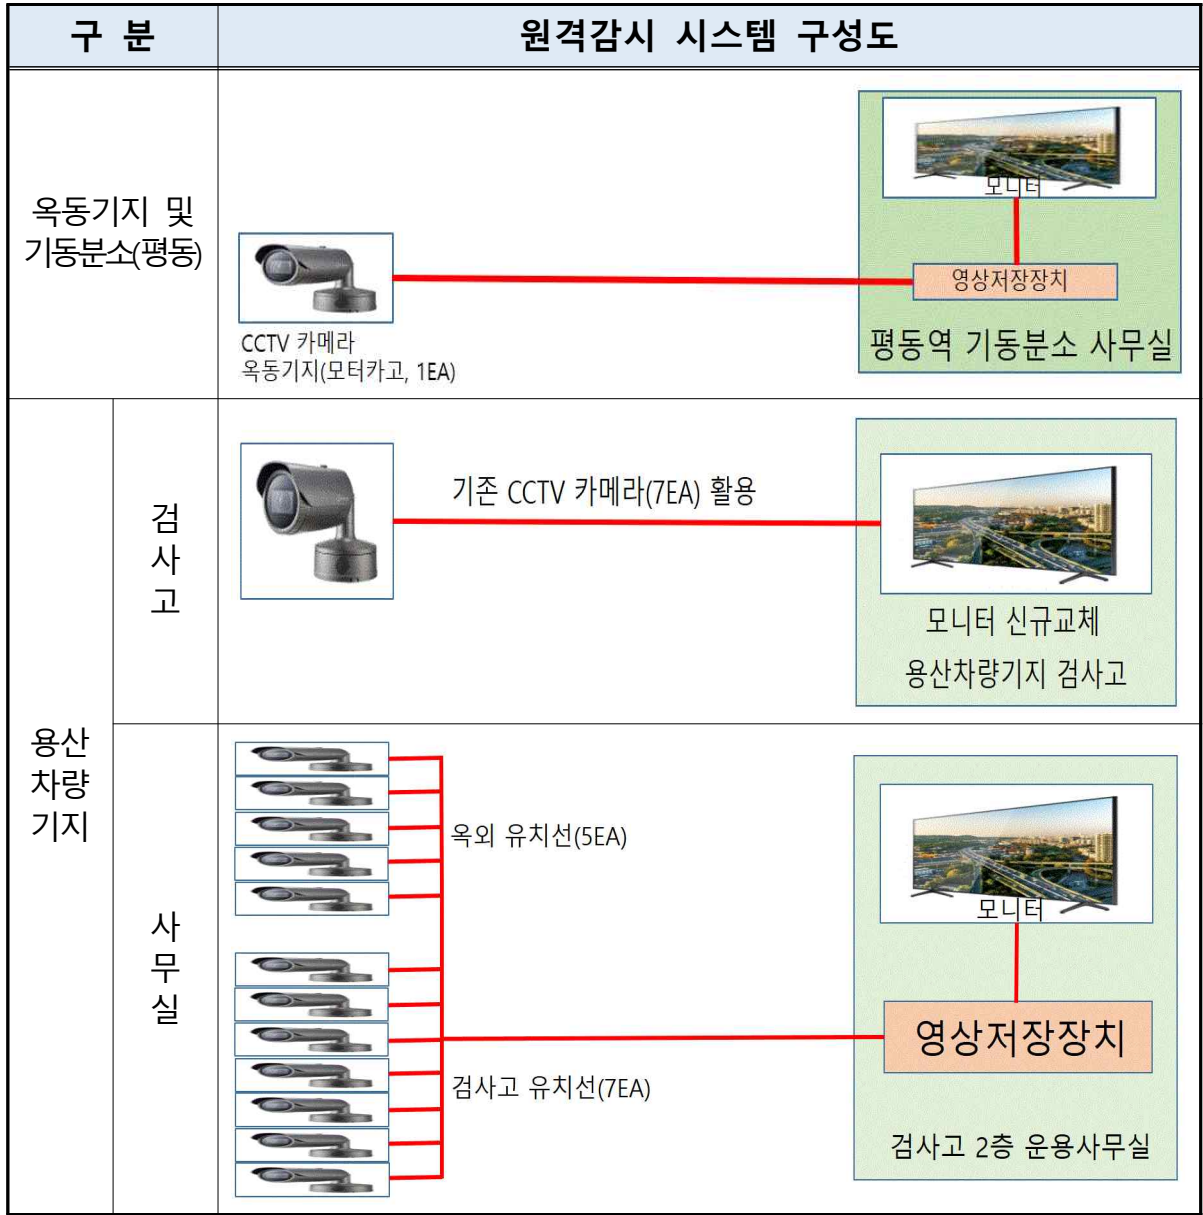 구 분
원격감시 시스템 구성도
옥동기지 및
기동분소(평동)
CCTV 카메라
옥동기지(모터카고, 1EA)
모니터
영상저장장치
평동역 기동분소 사무실
용산
차량
기지
검
사
고
기존 CCTV 카메라(7EA) 활용
모니터 신규교체
용산차량기지 검사고
사
무
실
옥외 유치선(5EA)
검사고 유치선(7EA)
모니터
영상저장장치
검사고 2층 운용사무실